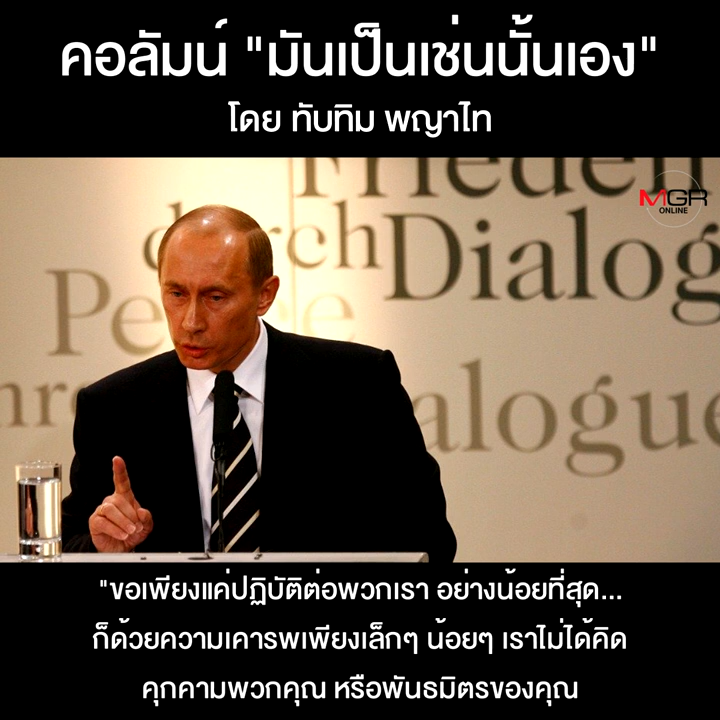 คอลัมน์ "มันเป็นเช่นนั้นเอง"
โดย ทับทิม พญาไท
Frieden
durch Dialog
MGR
ONLINE
Peace
hrough Dialogue
"ขอเพียงแค่ปฏิบัติต่อพวกเรา อย่างน้อยที่สุด...
ก็ด้วยความเคารพเพียงเล็กๆ น้อยๆ เราไม่ได้คิด
คุกคามพวกคุณ หรือพันธมิตรของคุณ